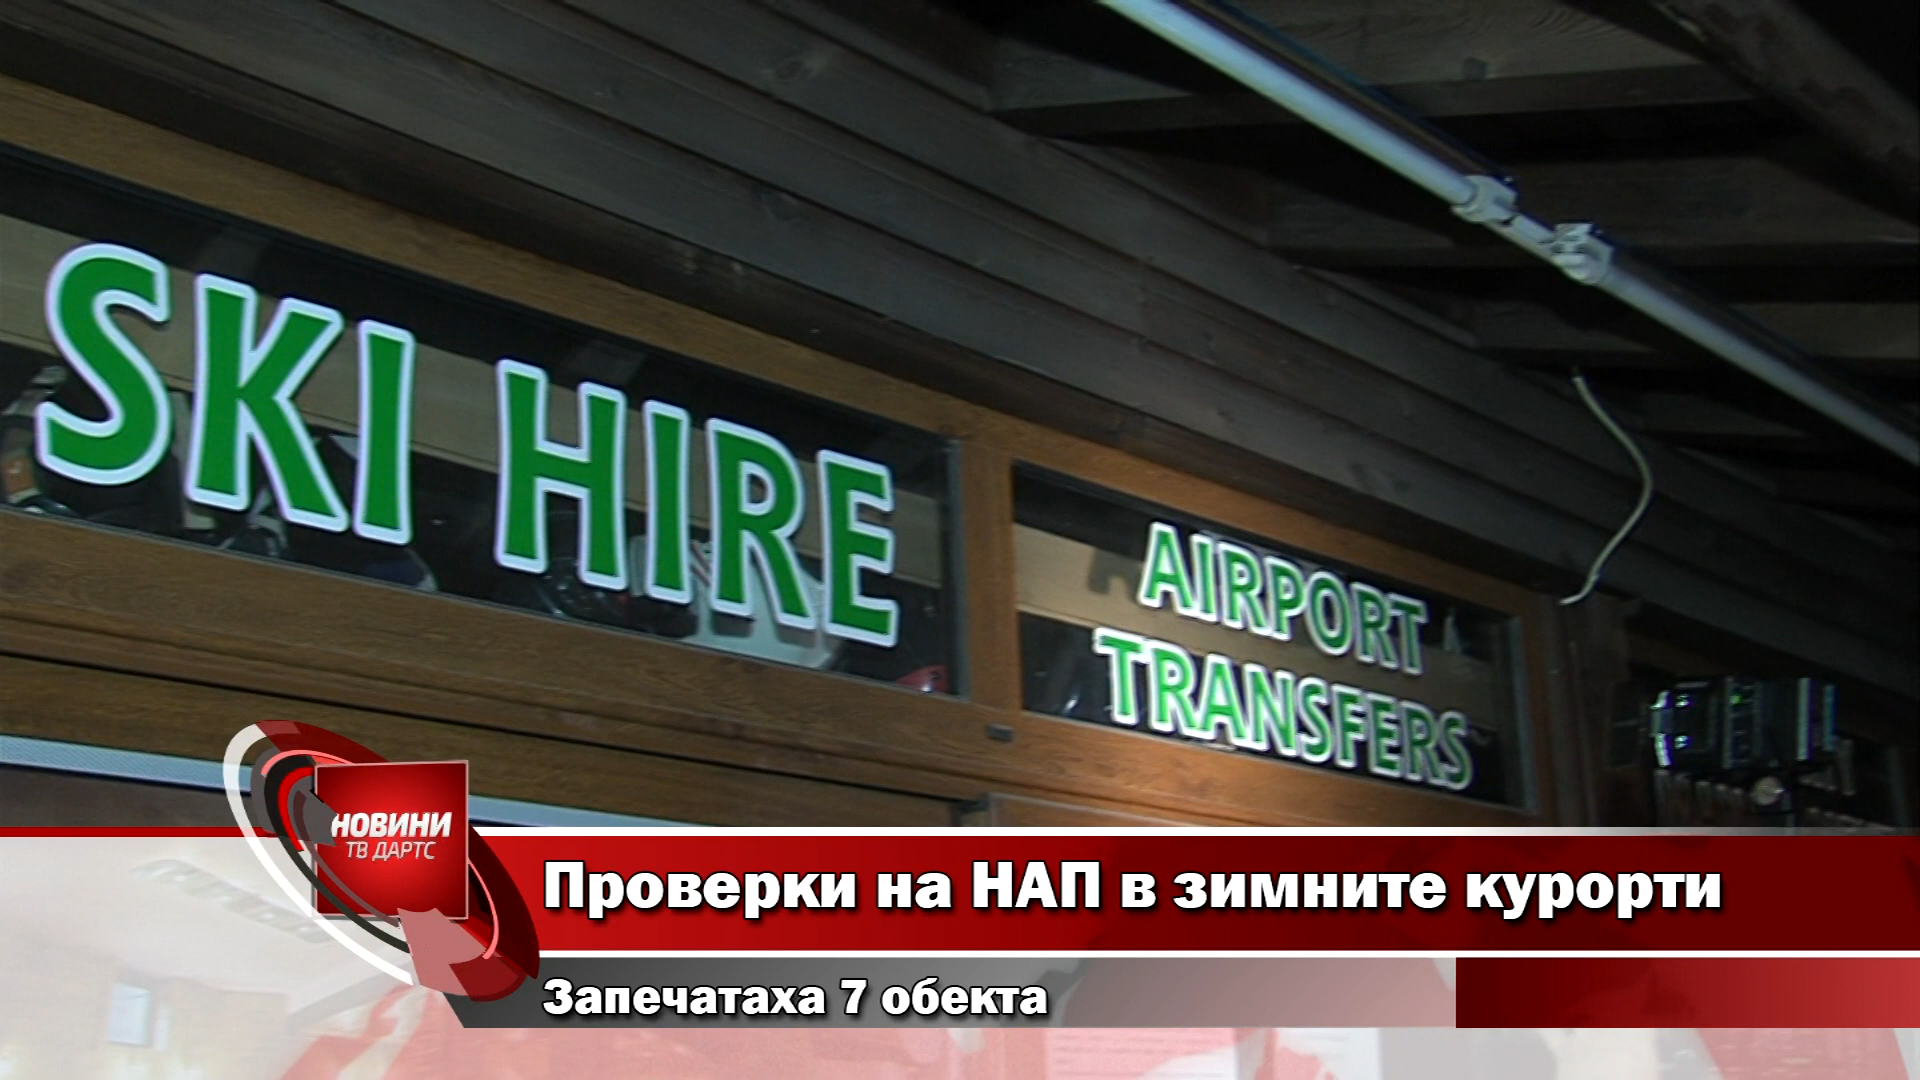 SKI HIRE
AIRPORT
TRANSFERS
НОВИНИ
ТВ ДАРТС
Проверки на НАП в зимните курорти
Запечатаха 7 обекта